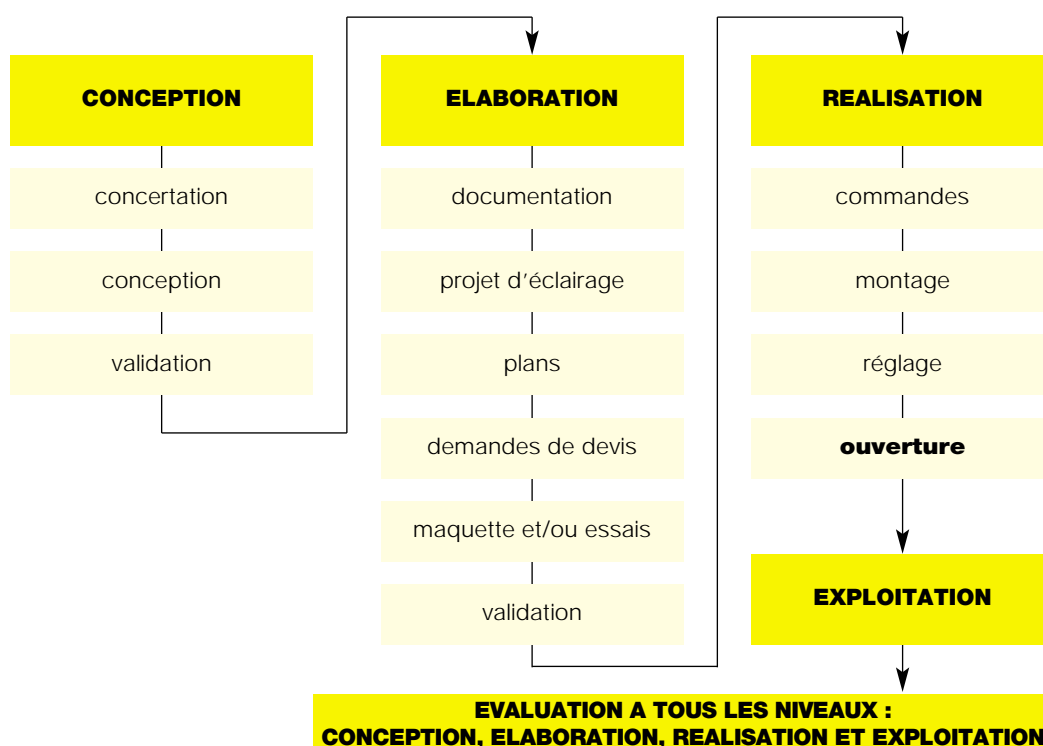 CONCEPTION
concertation
conception
validation
ELABORATION
documentation
projet d’éclairage
plans
demandes de devis
maquette et/ou essais
validation
REALISATION
commandes
montage
réglage
ouverture
EXPLOITATION
EVALUATION A TOUS LES NIVEAUX :
CONCEPTION, ELABORATION, REALISATION ET EXPLOITATION